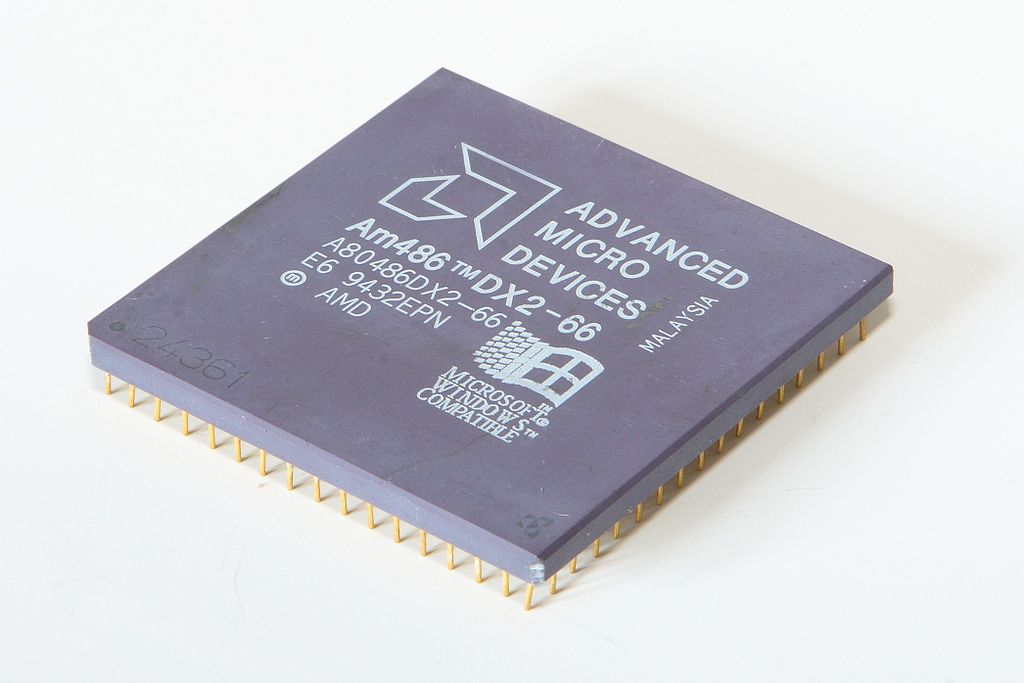 ADVANCED
MICRO
DEVICES
Am486™DX2-66
A80486DX2-66
E6 9432EPN
ⓜ AMD
MALAYSIA
MICROSOFT®
WINDOWS™
COMPATIBLE
24361